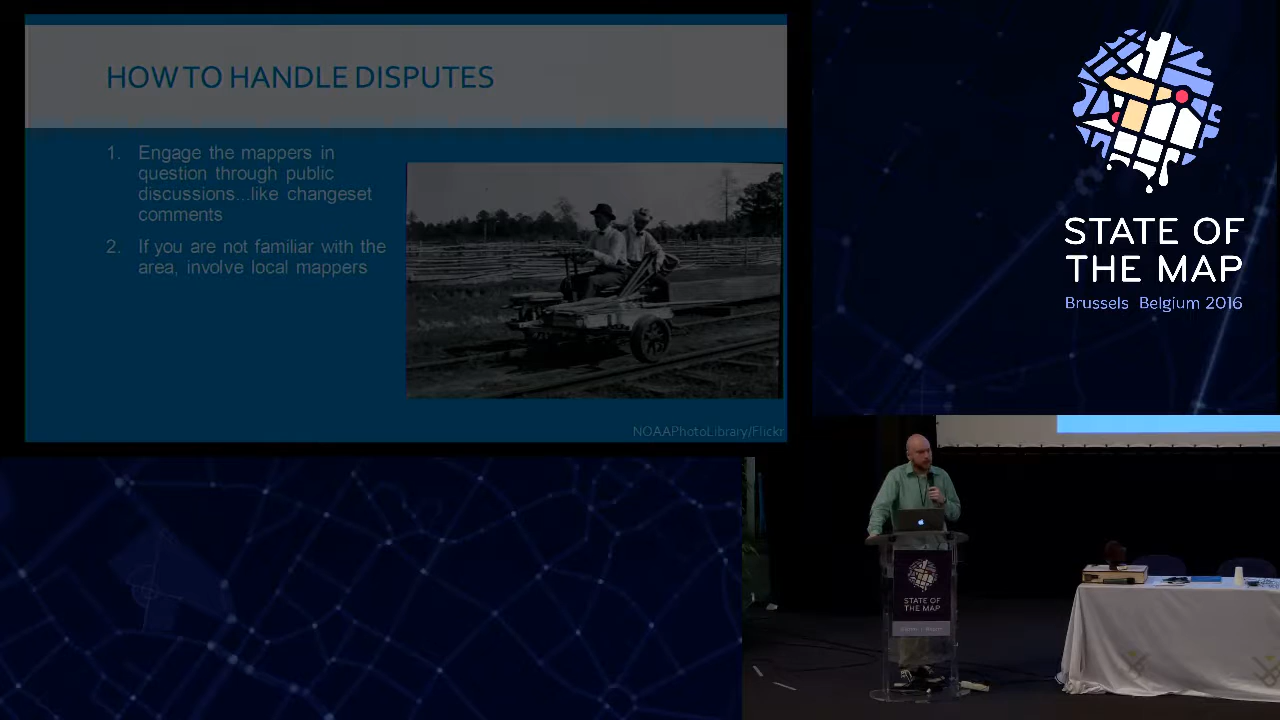 HOW TO HANDLE DISPUTES
1. Engage the mappers in
question through public
discussions...like changeset
comments
2. If you are not familiar with the
area, involve local mappers
NOAAPhotoLibrary/Flickr
STATE OF
THE MAP
Brussels Belgium 2016
STATE OF
THE MAP